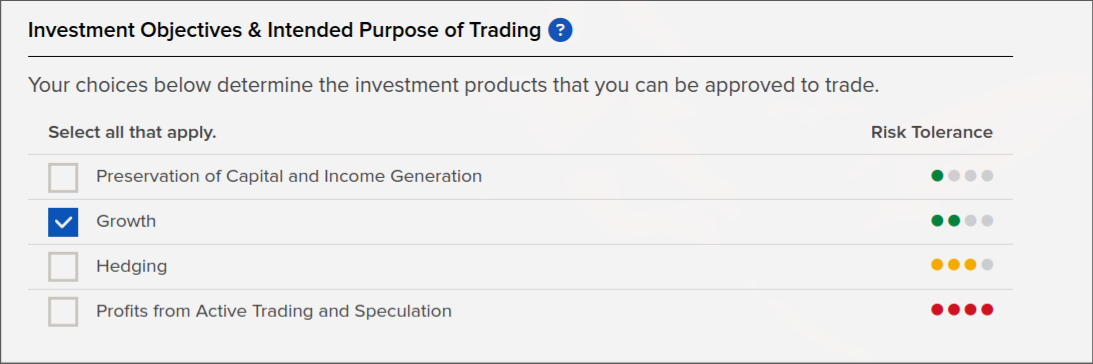 Investment Objectives & Intended Purpose of Trading ?
Your choices below determine the investment products that you can be approved to trade.
Select all that apply. Risk Tolerance
Preservation of Capital and Income Generation
Growth
Hedging
Profits from Active Trading and Speculation